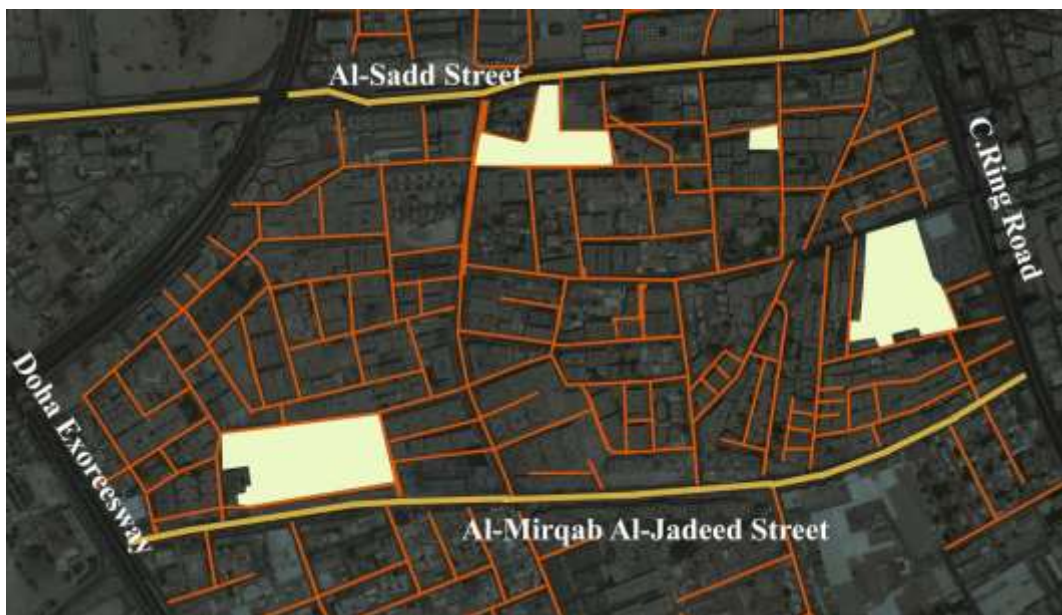 Al-Sadd Street
C.Ring Road
Doha Exoreesway
Al-Mirqab Al-Jadeed Street